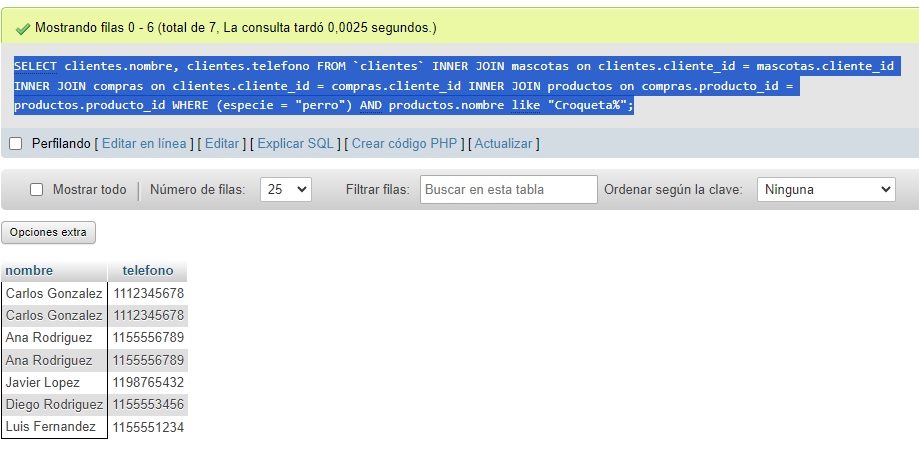 Mostrando filas 0 - 6 (total de 7, La consulta tardó 0,0025 segundos.)
SELECT clientes.nombre, clientes.telefono FROM `clientes` INNER JOIN mascotas on clientes.cliente_id = mascotas.cliente_id
INNER JOIN compras on clientes.cliente_id = compras.cliente_id INNER JOIN productos on compras.producto_id =
productos.producto_id WHERE (especie = "perro") AND productos.nombre like "Croqueta%";
Perfilando [ Editar en línea ] [ Editar ] [ Explicar SQL ] [ Crear código PHP ] [ Actualizar ]
Mostrar todo Número de filas: 25 Filtrar filas: Buscar en esta tabla Ordenar según la clave: Ninguna
Opciones extra
nombre telefono
Carlos Gonzalez 1112345678
Carlos Gonzalez 1112345678
Ana Rodriguez 1155556789
Ana Rodriguez 1155556789
Javier Lopez 1198765432
Diego Rodriguez 1155553456
Luis Fernandez 1155551234